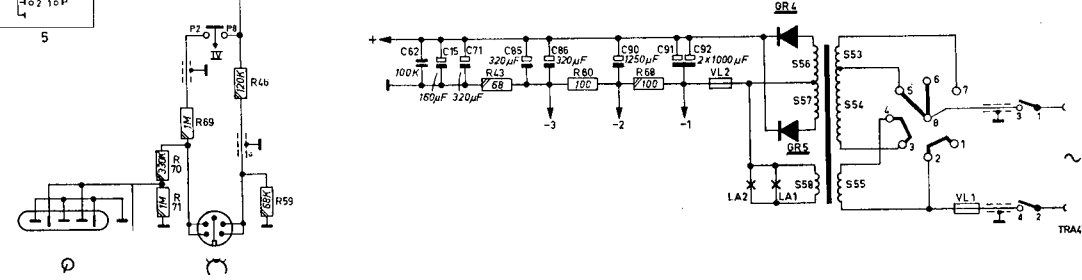 5
P2
P8
IV
120K
R46
1M
R69
330K
R
70
1M
R
71
68K
R59
GR4
+
C62
C15
C71
C85
320µF
C86
320µF
C90
1250µF
C91
C92
2x1000µF
100K
160µF
320µF
R43
68
R60
100
R68
100
VL2
-3
-2
-1
GR5
S56
S57
S58
LA2
LA1
S53
S54
S55
5
6
7
4
3
8
1
2
3
1
VL1
4
2
~
TRA4